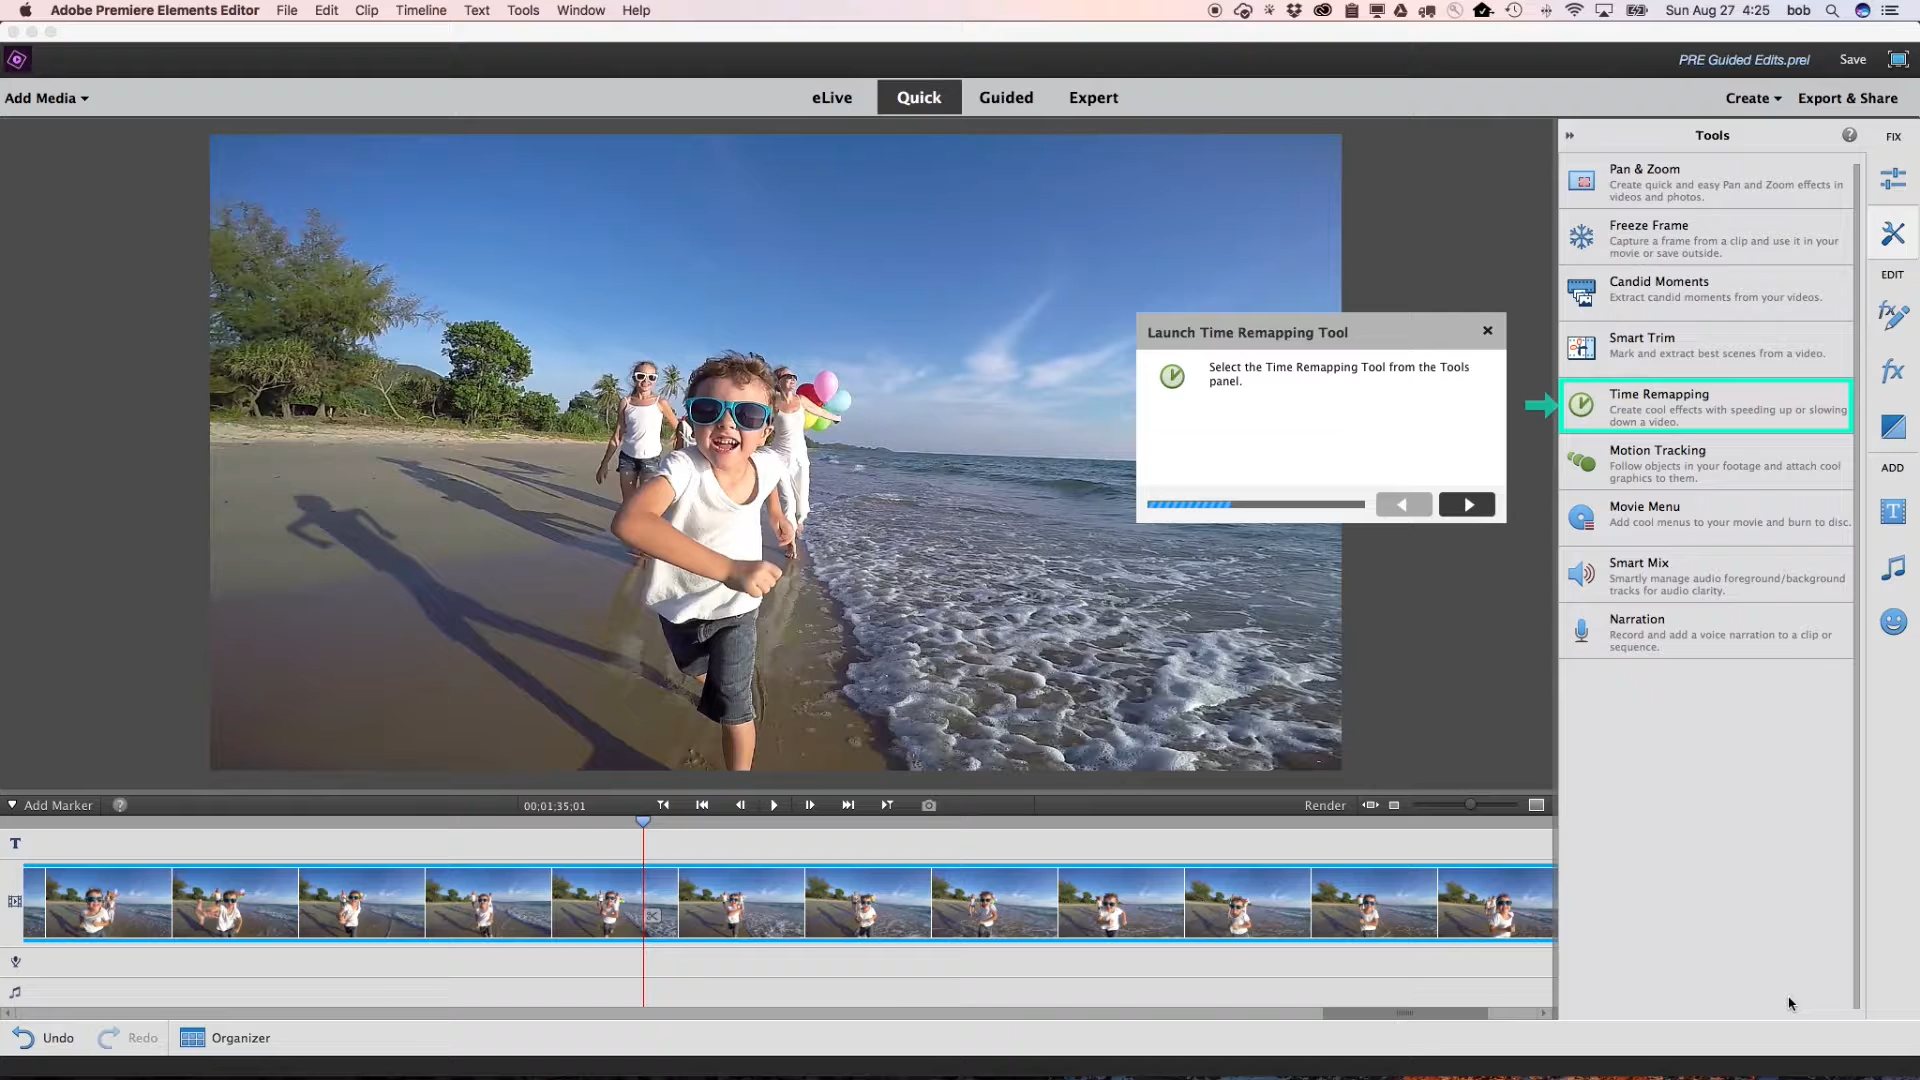 Adobe Premiere Elements Editor File Edit Clip Timeline Text Tools Window Help Sun Aug 27 4:25 bob
PRE Guided Edits.prel Save
Add Media eLive Quick Guided Expert Create Export & Share
Tools FIX
Pan & Zoom
Create quick and easy Pan and Zoom effects in
videos and photos.
Freeze Frame
Capture a frame from a clip and use it in your
movie or save outside.
EDIT
Candid Moments
Extract candid moments from your videos.
Smart Trim
Mark and extract best scenes from a video.
Launch Time Remapping Tool
Select the Time Remapping Tool from the Tools
panel.
Time Remapping
Create cool effects with speeding up or slowing
down a video.
Motion Tracking
Follow objects in your footage and attach cool
graphics to them.
ADD
Movie Menu
Add cool menus to your movie and burn to disc.
Smart Mix
Smartly manage audio foreground/background
tracks for audio clarity.
Narration
Record and add a voice narration to a clip or
sequence.
Add Marker 00;01;35;01 Render
T
Undo Redo Organizer